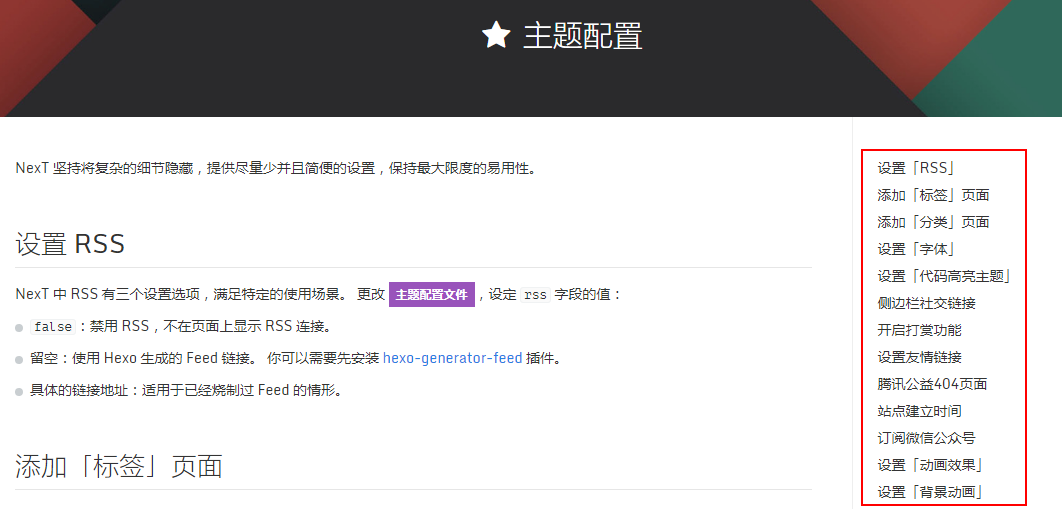 主题配置
NexT 坚持将复杂的细节隐藏，提供尽量少并且简便的设置，保持最大限度的易用性。
设置 RSS
NexT 中 RSS 有三个设置选项，满足特定的使用场景。 更改 主题配置文件，设定 rss 字段的值：
false：禁用 RSS，不在页面上显示 RSS 连接。
留空：使用 Hexo 生成的 Feed 链接。 你可以需要先安装 hexo-generator-feed 插件。
具体的链接地址：适用于已经烧制过 Feed 的情形。
添加「标签」页面
设置「RSS」
添加「标签」页面
添加「分类」页面
设置「字体」
设置「代码高亮主题」
侧边栏社交链接
开启打赏功能
设置友情链接
腾讯公益404页面
站点建立时间
订阅微信公众号
设置「动画效果」
设置「背景动画」